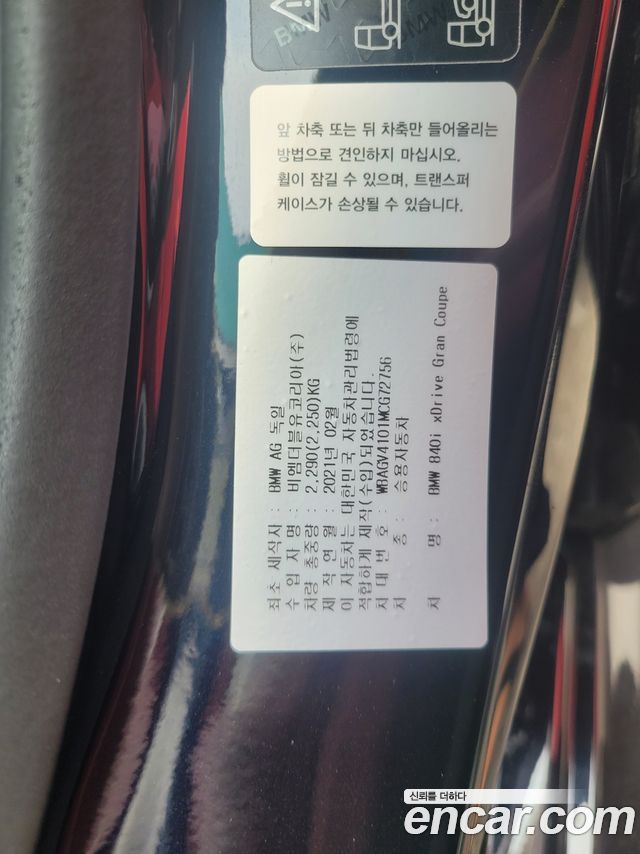 BMW
BMW
앞 차축 또는 뒤 차축만 들어올리는
방법으로 견인하지 마십시오.
휠이 잠길 수 있으며, 트랜스퍼
케이스가 손상될 수 있습니다.
최초 제작사 : BMW AG 독일
수 입 자 명 : 비엠더블유코리아(주)
차량 총중량 : 2,290(2,250)KG
제 작 연 월 : 2021년 02월
이 자동차는 대한민국 자동차관리법령에
적합하게 제작(수입)되었습니다.
차 대 번 호 : WBAGV4101MCG72756
차 종 : 승용자동차
차 명 : BMW 840i xDrive Gran Coupe
신뢰를 더하다
encar.com